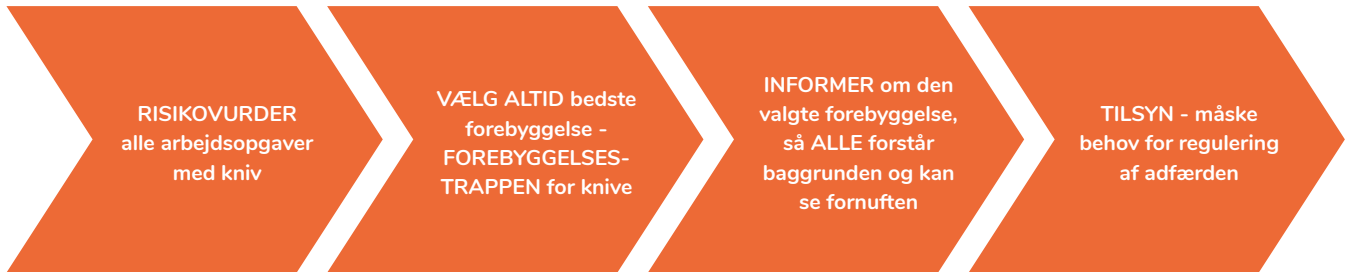 RISIKOVURDER
alle arbejdsopgaver
med kniv
VÆLG ALTID bedste
forebyggelse -
FOREBYGGELSES-
TRAPPEN for knive
INFORMER om den
valgte forebyggelse,
så ALLE forstår
baggrunden og kan
se fornuften
TILSYN - måske
behov for regulering
af adfærden